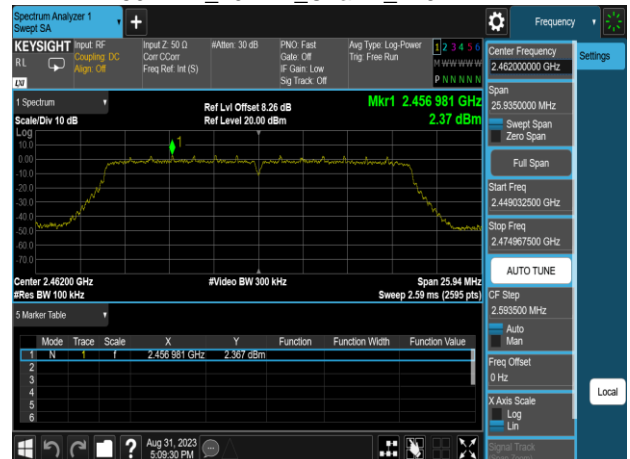 Spectrum Analyzer 1
Swept SA
Frequency
KEYSIGHT
RL
LXI
Input: RF
Coupling: DC
Align: Off
Input Z: 50 Ω
Corr CCorr
Freq Ref: Int (S)
#Atten: 30 dB
PNO: Fast
Gate: Off
IF Gain: Low
Sig Track: Off
Avg Type: Log-Power
Trig: Free Run
1 2 3 4 5 6
M W W W W W
P N N N N N
1 Spectrum
Scale/Div 10 dB
Ref Lvl Offset 8.26 dB
Ref Level 20.00 dBm
Mkr1 2.456 981 GHz
2.37 dBm
Log
10.0
0.00
-10.0
-20.0
-30.0
-40.0
-50.0
-60.0
-70.0
1
Center 2.46200 GHz
#Res BW 100 kHz
#Video BW 300 kHz
Span 25.94 MHz
Sweep 2.59 ms (2595 pts)
5 Marker Table
Mode Trace Scale X Y Function Function Width Function Value
1 N 1 f 2.456 981 GHz 2.367 dBm
2
3
4
5
6
Aug 31, 2023
5:09:30 PM
Center Frequency
2.462000000 GHz
Settings
Span
25.9350000 MHz
Swept Span
Zero Span
Full Span
Start Freq
2.449032500 GHz
Stop Freq
2.474967500 GHz
AUTO TUNE
CF Step
2.593500 MHz
Auto
Man
Freq Offset
0 Hz
X Axis Scale
Log
Lin
Local
Signal Track